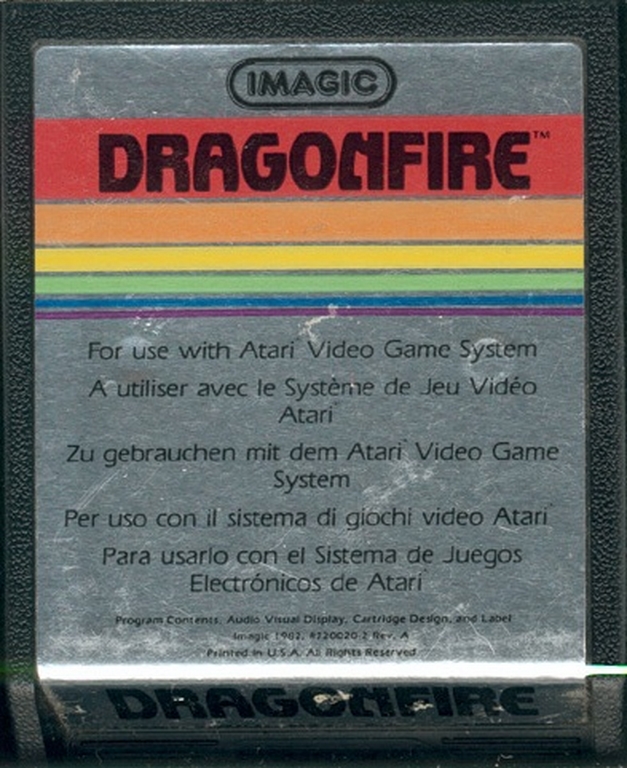 IMAGIC
DRAGONFIRE™
For use with Atari Video Game System
A utiliser avec le Système de Jeu Vidéo
Atari
Zu gebrauchen mit dem Atari Video Game
System
Per uso con il sistema di giochi video Atari
Para usarlo con el Sistema de Juegos
Electrónicos de Atari
Program Contents, Audio Visual Display, Cartridge Design, and Label
Imagic 1982, #720020-2 Rev. A
Printed in U.S.A. All Rights Reserved
DRAGONFIRE